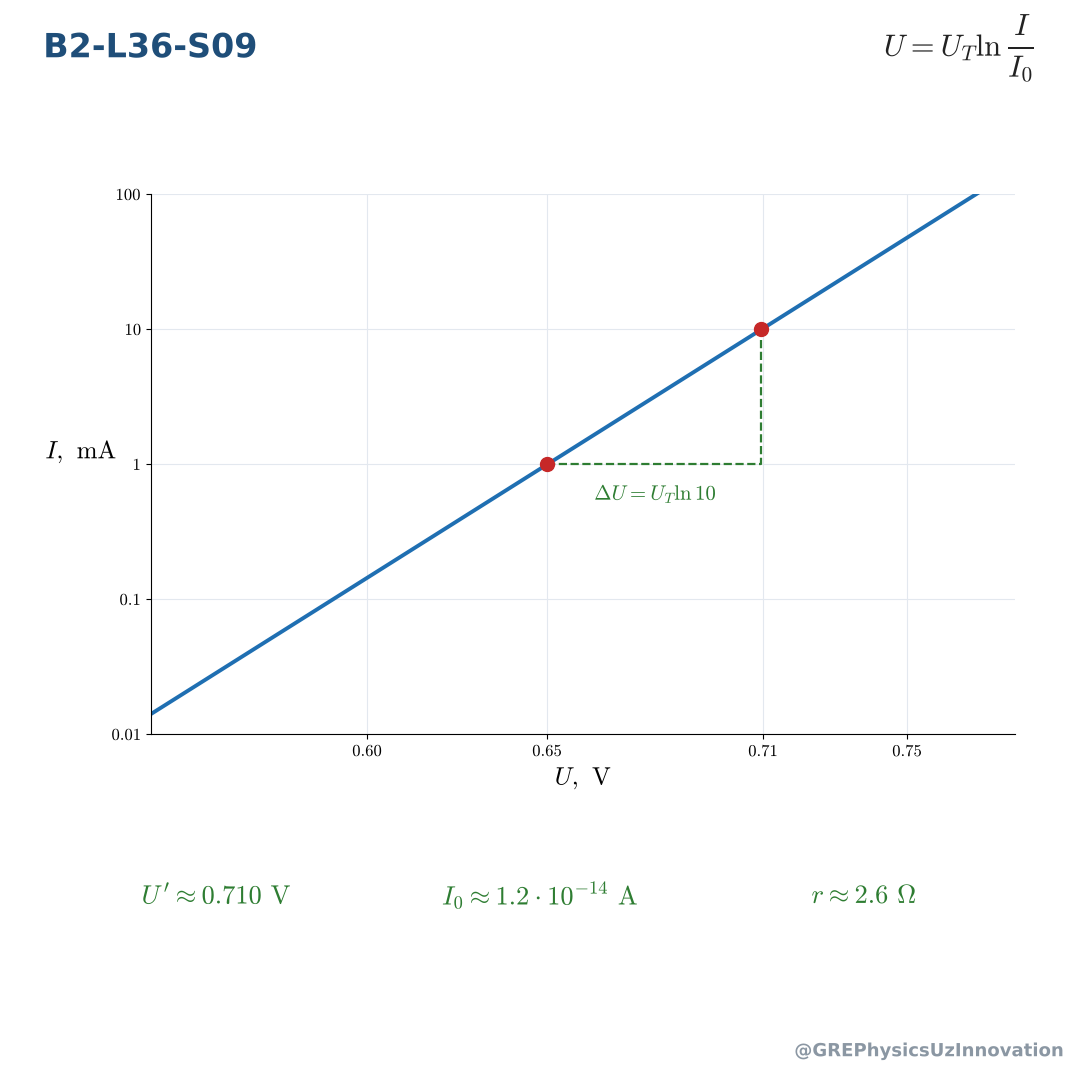 B2-L36-S09
U = U_T ln I/I_0
100
10
I, mA
1
ΔU = U_T ln 10
0.1
0.01
0.60 0.65 0.71 0.75
U, V
U′ ≈ 0.710 V I_0 ≈ 1.2 · 10^{−14} A r ≈ 2.6 Ω
@GREPhysicsUzInnovation